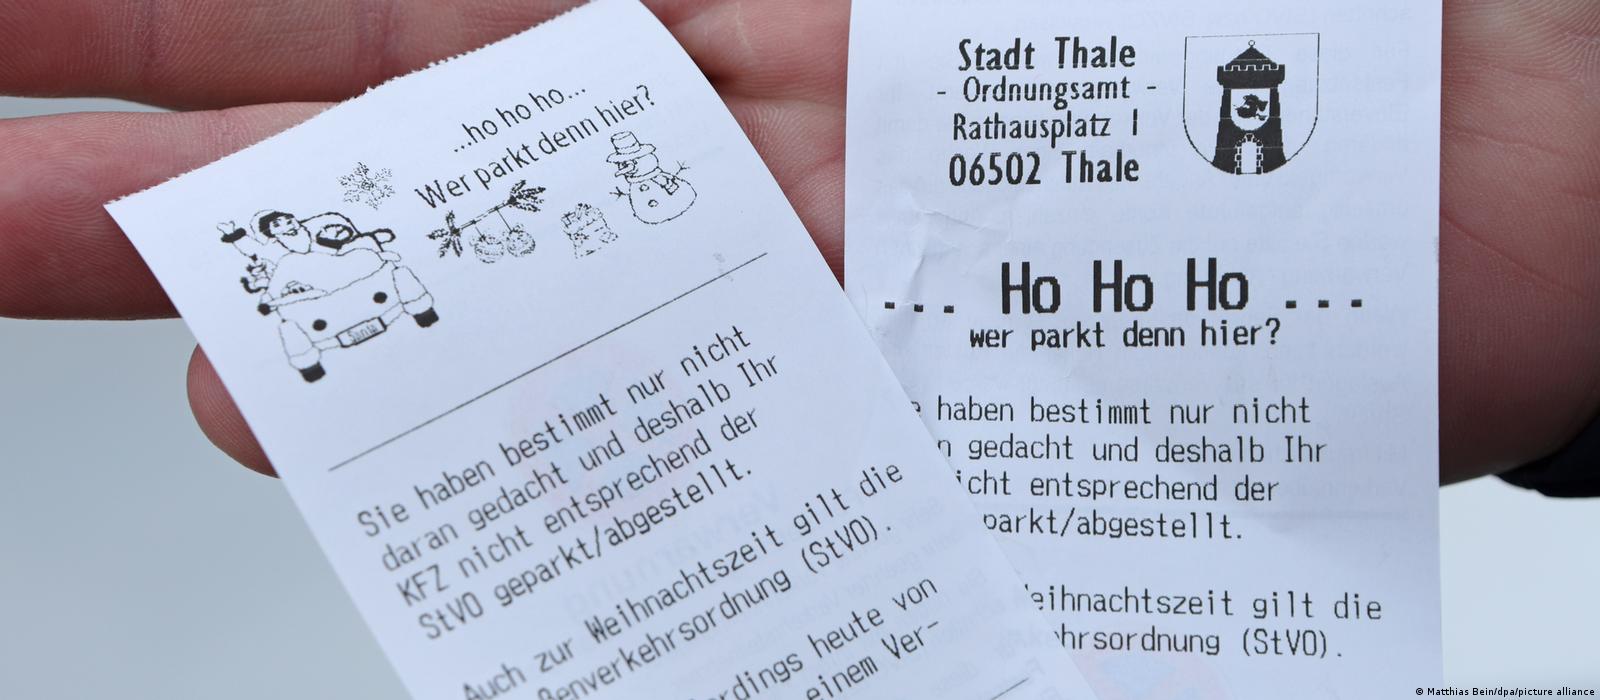 ...ho ho ho...
Wer parkt denn hier?
Santa
Sie haben bestimmt nur nicht
daran gedacht und deshalb Ihr
KFZ nicht entsprechend der
StVO geparkt/abgestellt.
Auch zur Weihnachtszeit gilt die
ßenverkehrsordnung (StVO).
dings heute von
einem Ver-
Stadt Thale
- Ordnungsamt -
Rathausplatz 1
06502 Thale
... Ho Ho Ho ...
wer parkt denn hier?
haben bestimmt nur nicht
n gedacht und deshalb Ihr
icht entsprechend der
parkt/abgestellt.
eihnachtszeit gilt die
hrsordnung (StVO).
© Matthias Bein/dpa/picture alliance